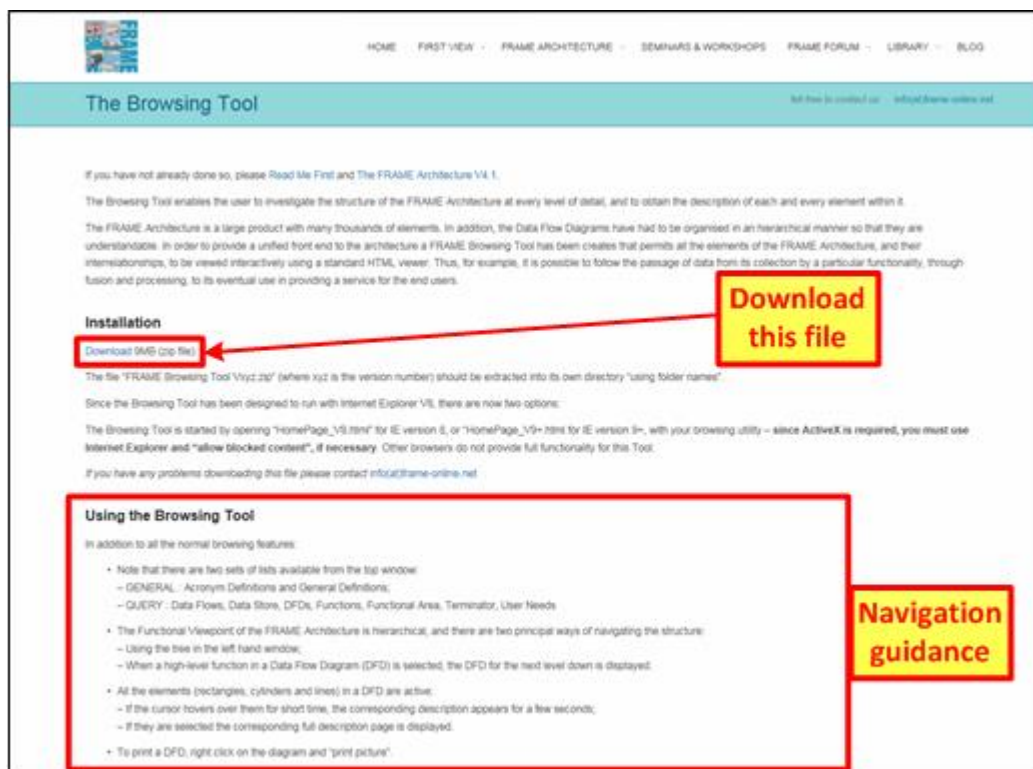 FRAME
FRAME
HOME FIRST VIEW FRAME ARCHITECTURE SEMINARS & WORKSHOPS FRAME FORUM LIBRARY BLOG
The Browsing Tool
fell free to contact us info(at)frame-online.net
If you have not already done so, please Read Me First and The FRAME Architecture V4.1.
The Browsing Tool enables the user to investigate the structure of the FRAME Architecture at every level of detail, and to obtain the description of each and every element within it.
The FRAME Architecture is a large product with many thousands of elements. In addition, the Data Flow Diagrams have had to be organised in an hierarchical manner so that they are
understandable. In order to provide a unified front end to the architecture a FRAME Browsing Tool has been creates that permits all the elements of the FRAME Architecture, and their
interrelationships, to be viewed interactively using a standard HTML viewer. Thus, for example, it is possible to follow the passage of data from its collection by a particular functionality, through
fusion and processing, to its eventual use in providing a service for the end users.
Download
this file
Installation
Download 9MB (zip file)
The file "FRAME Browsing Tool Vxyz.zip" (where xyz is the version number) should be extracted into its own directory "using folder names".
Since the Browsing Tool has been designed to run with Internet Explorer V8, there are now two options:
The Browsing Tool is started by opening "HomePage_V8.html" for IE version 8, or "HomePage_V9+.html for IE version 9+, with your browsing utility – since ActiveX is required, you must use
Internet Explorer and "allow blocked content", if necessary. Other browsers do not provide full functionality for this Tool.
If you have any problems downloading this file please contact info(at)frame-online.net
Using the Browsing Tool
In addition to all the normal browsing features:
• Note that there are two sets of lists available from the top window:
– GENERAL : Acronym Definitions and General Definitions;
– QUERY : Data Flows, Data Store, DFDs, Functions, Functional Area, Terminator, User Needs
• The Functional Viewpoint of the FRAME Architecture is hierarchical, and there are two principal ways of navigating the structure:
– Using the tree in the left hand window;
– When a high-level function in a Data Flow Diagram (DFD) is selected, the DFD for the next level down is displayed.
• All the elements (rectangles, cylinders and lines) in a DFD are active:
– If the cursor hovers over them for short time, the corresponding description appears for a few seconds;
– If they are selected the corresponding full description page is displayed.
• To print a DFD, right click on the diagram and "print picture".
Navigation
guidance